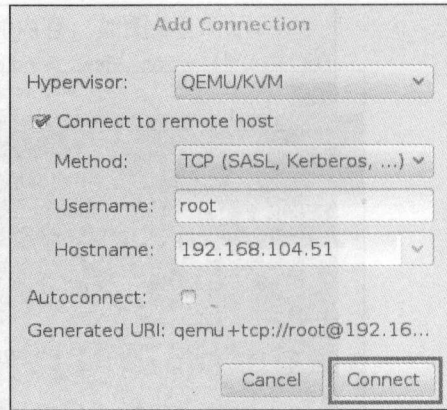 Add Connection
Hypervisor: QEMU/KVM
Connect to remote host
Method: TCP (SASL, Kerberos, ...)
Username: root
Hostname: 192.168.104.51
Autoconnect:
Generated URI: qemu+tcp://root@192.16...
Cancel Connect